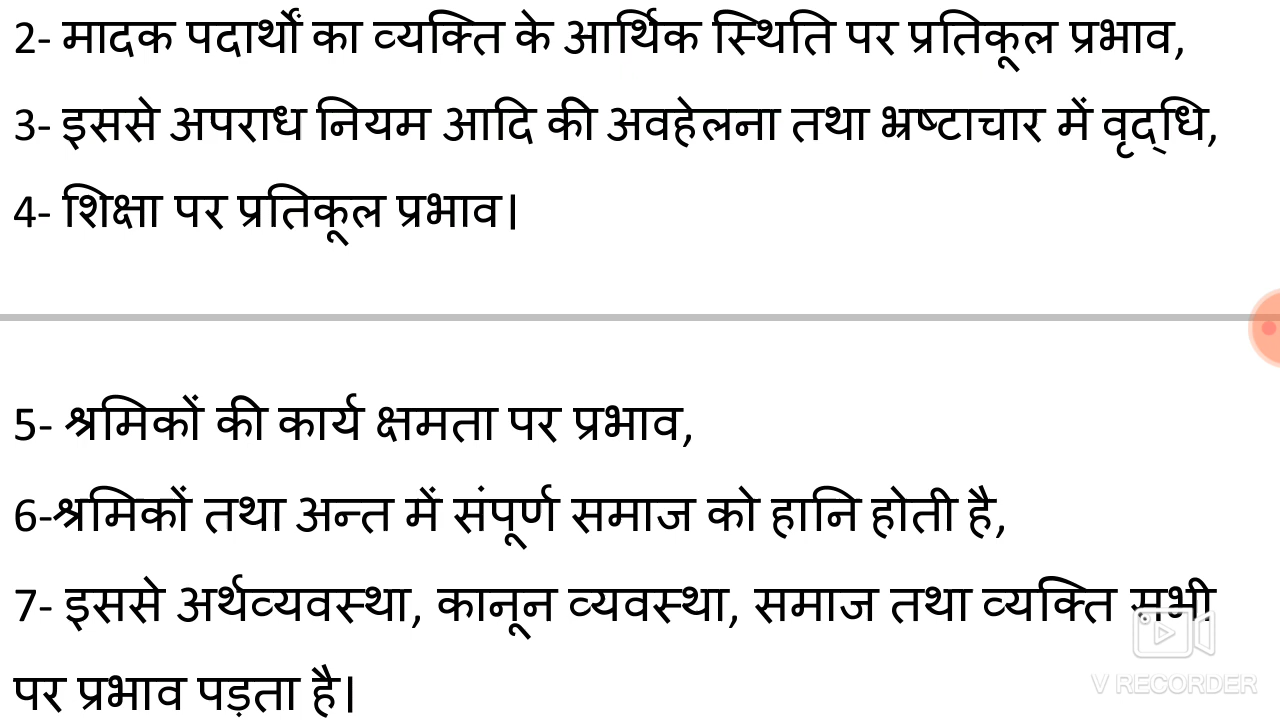 2- मादक पदार्थों का व्यक्ति के आर्थिक स्थिति पर प्रतिकूल प्रभाव,
3- इससे अपराध नियम आदि की अवहेलना तथा भ्रष्टाचार में वृद्धि,
4- शिक्षा पर प्रतिकूल प्रभाव।
5- श्रमिकों की कार्य क्षमता पर प्रभाव,
6-श्रमिकों तथा अन्त में संपूर्ण समाज को हानि होती है,
7- इससे अर्थव्यवस्था, कानून व्यवस्था, समाज तथा व्यक्ति सभी
पर प्रभाव पड़ता है।
V RECORDER